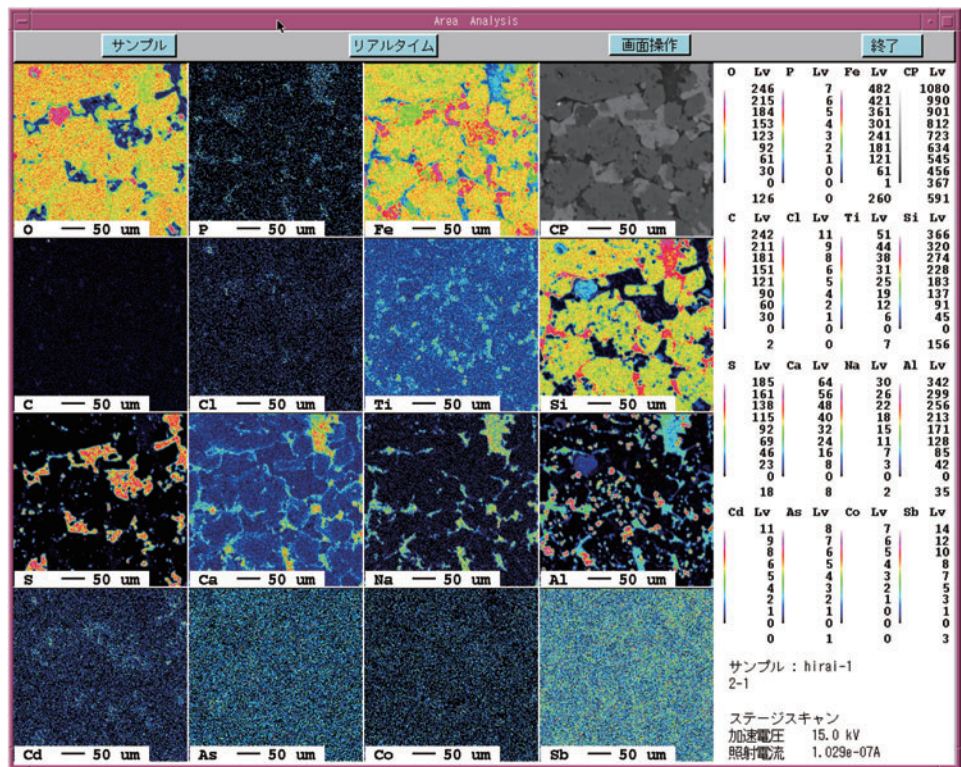 Area Analysis
サンプル リアルタイム 画面操作 終了
O 50 um P 50 um Fe 50 um CP 50 um
C 50 um Cl 50 um Ti 50 um Si 50 um
S 50 um Ca 50 um Na 50 um Al 50 um
Cd 50 um As 50 um Co 50 um Sb 50 um
O Lv P Lv Fe Lv CP Lv
246 7 482 1080
215 6 421 990
184 5 361 901
153 4 301 812
123 3 241 723
92 2 181 634
61 1 121 545
30 0 61 456
0 0 1 367
126 0 260 591
C Lv Cl Lv Ti Lv Si Lv
242 11 51 366
211 9 44 320
181 8 38 274
151 6 31 228
121 5 25 183
90 4 19 137
60 2 12 91
30 1 6 45
0 0 0 0
2 0 7 156
S Lv Ca Lv Na Lv Al Lv
185 64 30 342
161 56 26 299
138 48 22 256
115 40 18 213
92 32 15 171
69 24 11 128
46 16 7 85
23 8 3 42
0 0 0 0
18 8 2 35
Cd Lv As Lv Co Lv Sb Lv
11 8 7 14
9 7 6 12
8 6 5 10
6 5 4 8
5 4 3 7
4 3 2 5
2 2 1 3
1 1 0 1
0 0 0 0
0 1 0 3
サンプル : hirai-1
2-1
ステージスキャン
加速電圧 15.0 kV
照射電流 1.029e-07A